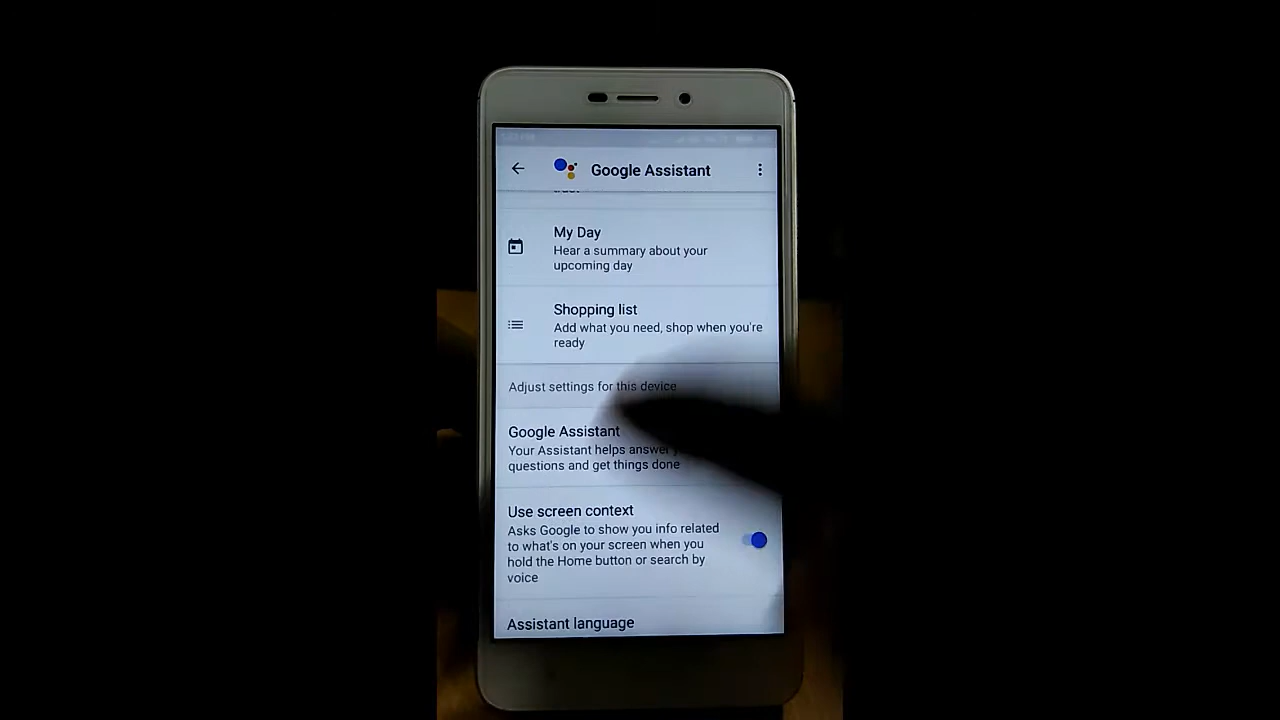 Google Assistant
My Day
Hear a summary about your
upcoming day
Shopping list
Add what you need, shop when you're
ready
Adjust settings for this device
Google Assistant
Your Assistant helps answer
questions and get things done
Use screen context
Asks Google to show you info related
to what's on your screen when you
hold the Home button or search by
voice
Assistant language